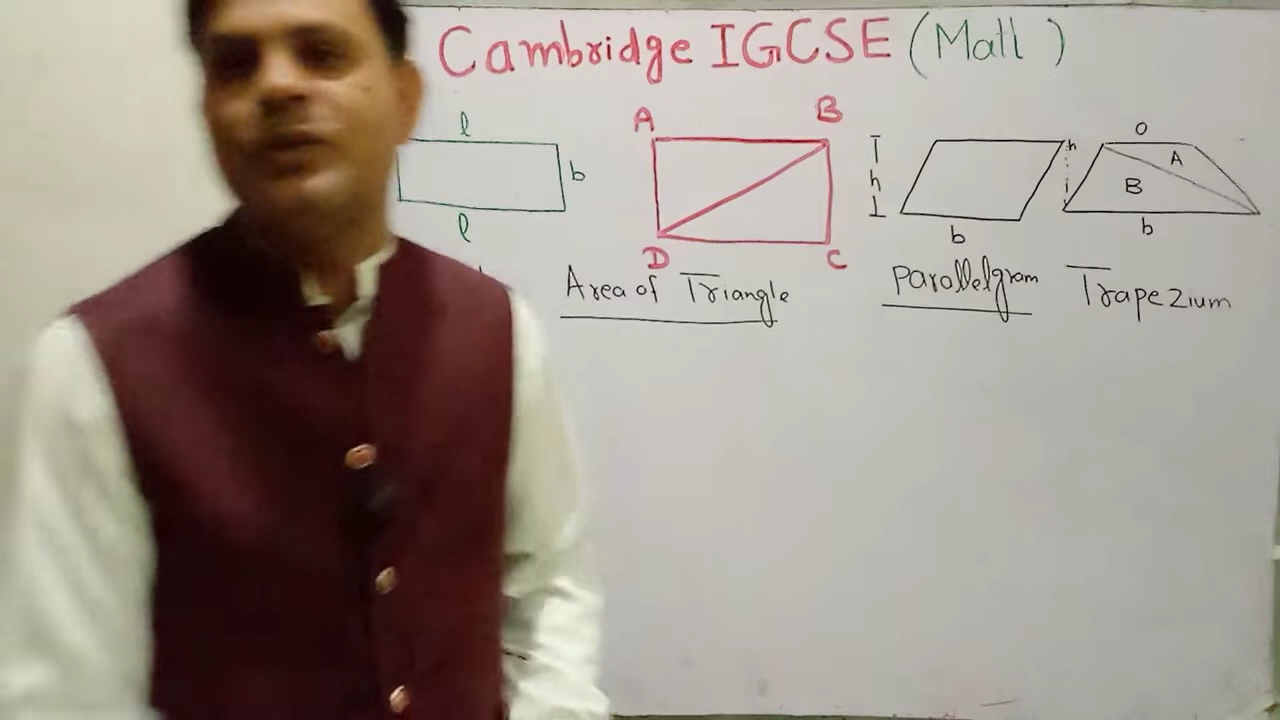 Cambridge IGCSE (Math )
l
b
l
A
B
D
C
h
b
h
o
A
B
b
Area of Triangle
Parallelgram
Trapezium